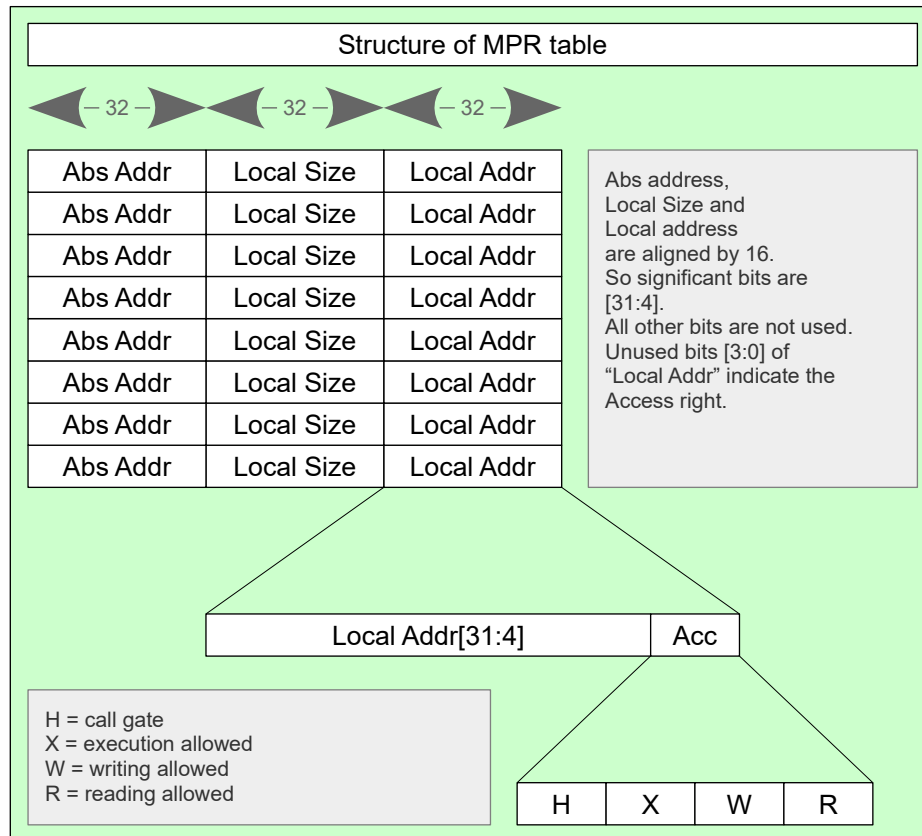 Structure of MPR table
– 32 – – 32 – – 32 –
Abs Addr Local Size Local Addr
Abs Addr Local Size Local Addr
Abs Addr Local Size Local Addr
Abs Addr Local Size Local Addr
Abs Addr Local Size Local Addr
Abs Addr Local Size Local Addr
Abs Addr Local Size Local Addr
Abs Addr Local Size Local Addr
Abs address,
Local Size and
Local address
are aligned by 16.
So significant bits are
[31:4].
All other bits are not used.
Unused bits [3:0] of
“Local Addr” indicate the
Access right.
Local Addr[31:4] Acc
H = call gate
X = execution allowed
W = writing allowed
R = reading allowed
H X W R